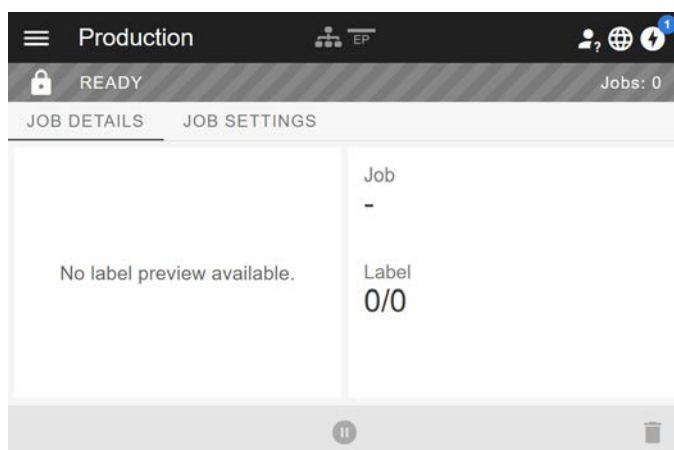 Production
EP
?
1
READY
Jobs: 0
JOB DETAILS
JOB SETTINGS
Job
-
No label preview available.
Label
0/0